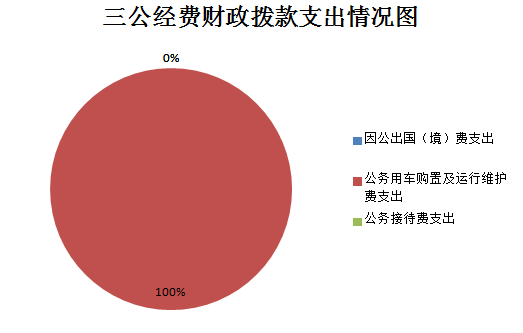 三公经费财政拨款支出情况图
0%
100%
因公出国（境）费支出
公务用车购置及运行维护
费支出
公务接待费支出